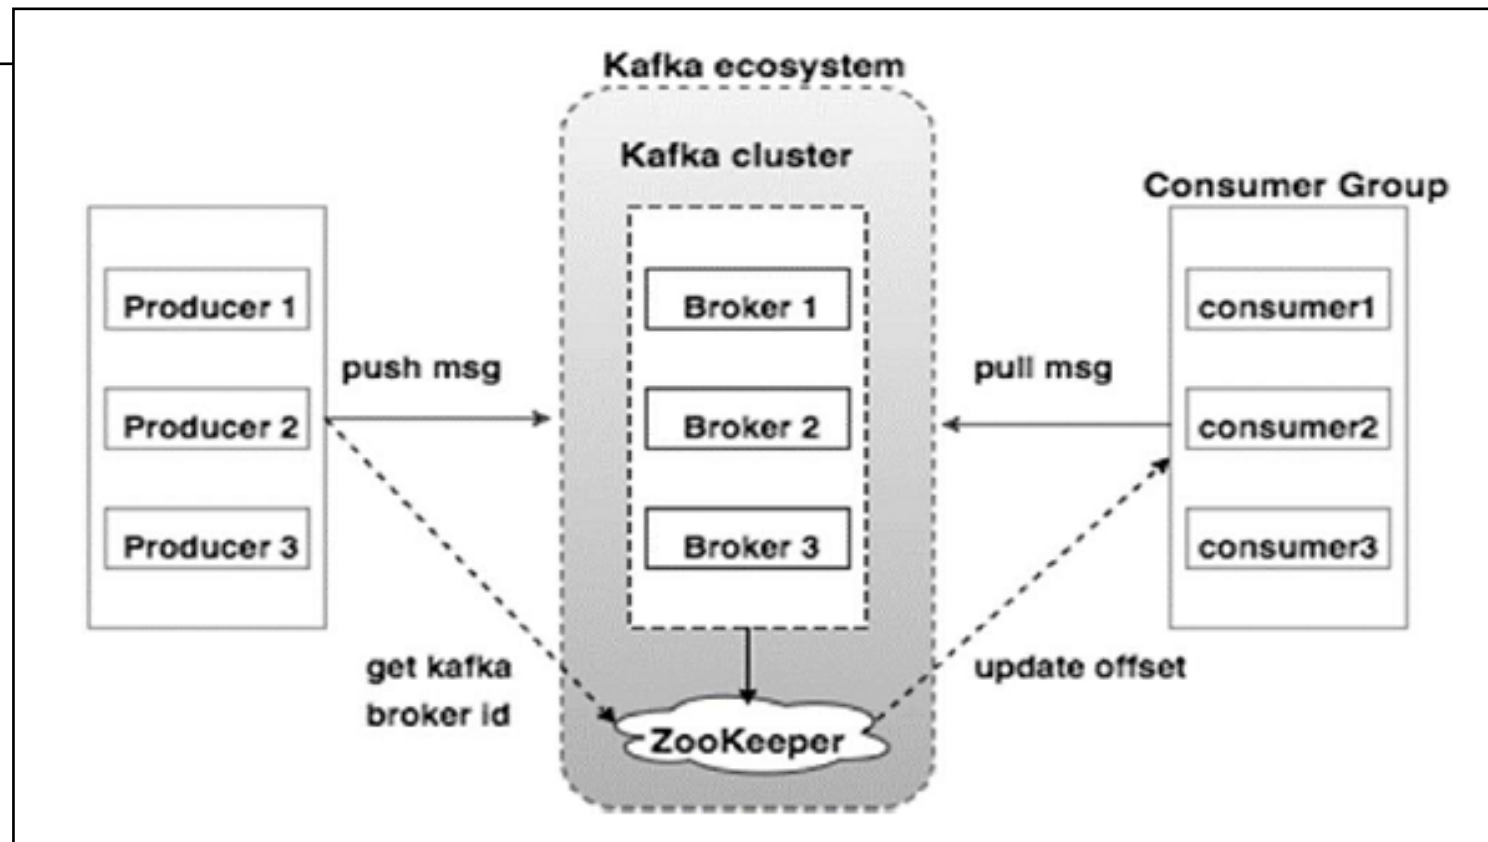 Kafka ecosystem
Kafka cluster
Consumer Group
Producer 1
Broker 1
consumer1
push msg
pull msg
Producer 2
Broker 2
consumer2
Producer 3
Broker 3
consumer3
get kafka
broker id
update offset
ZooKeeper